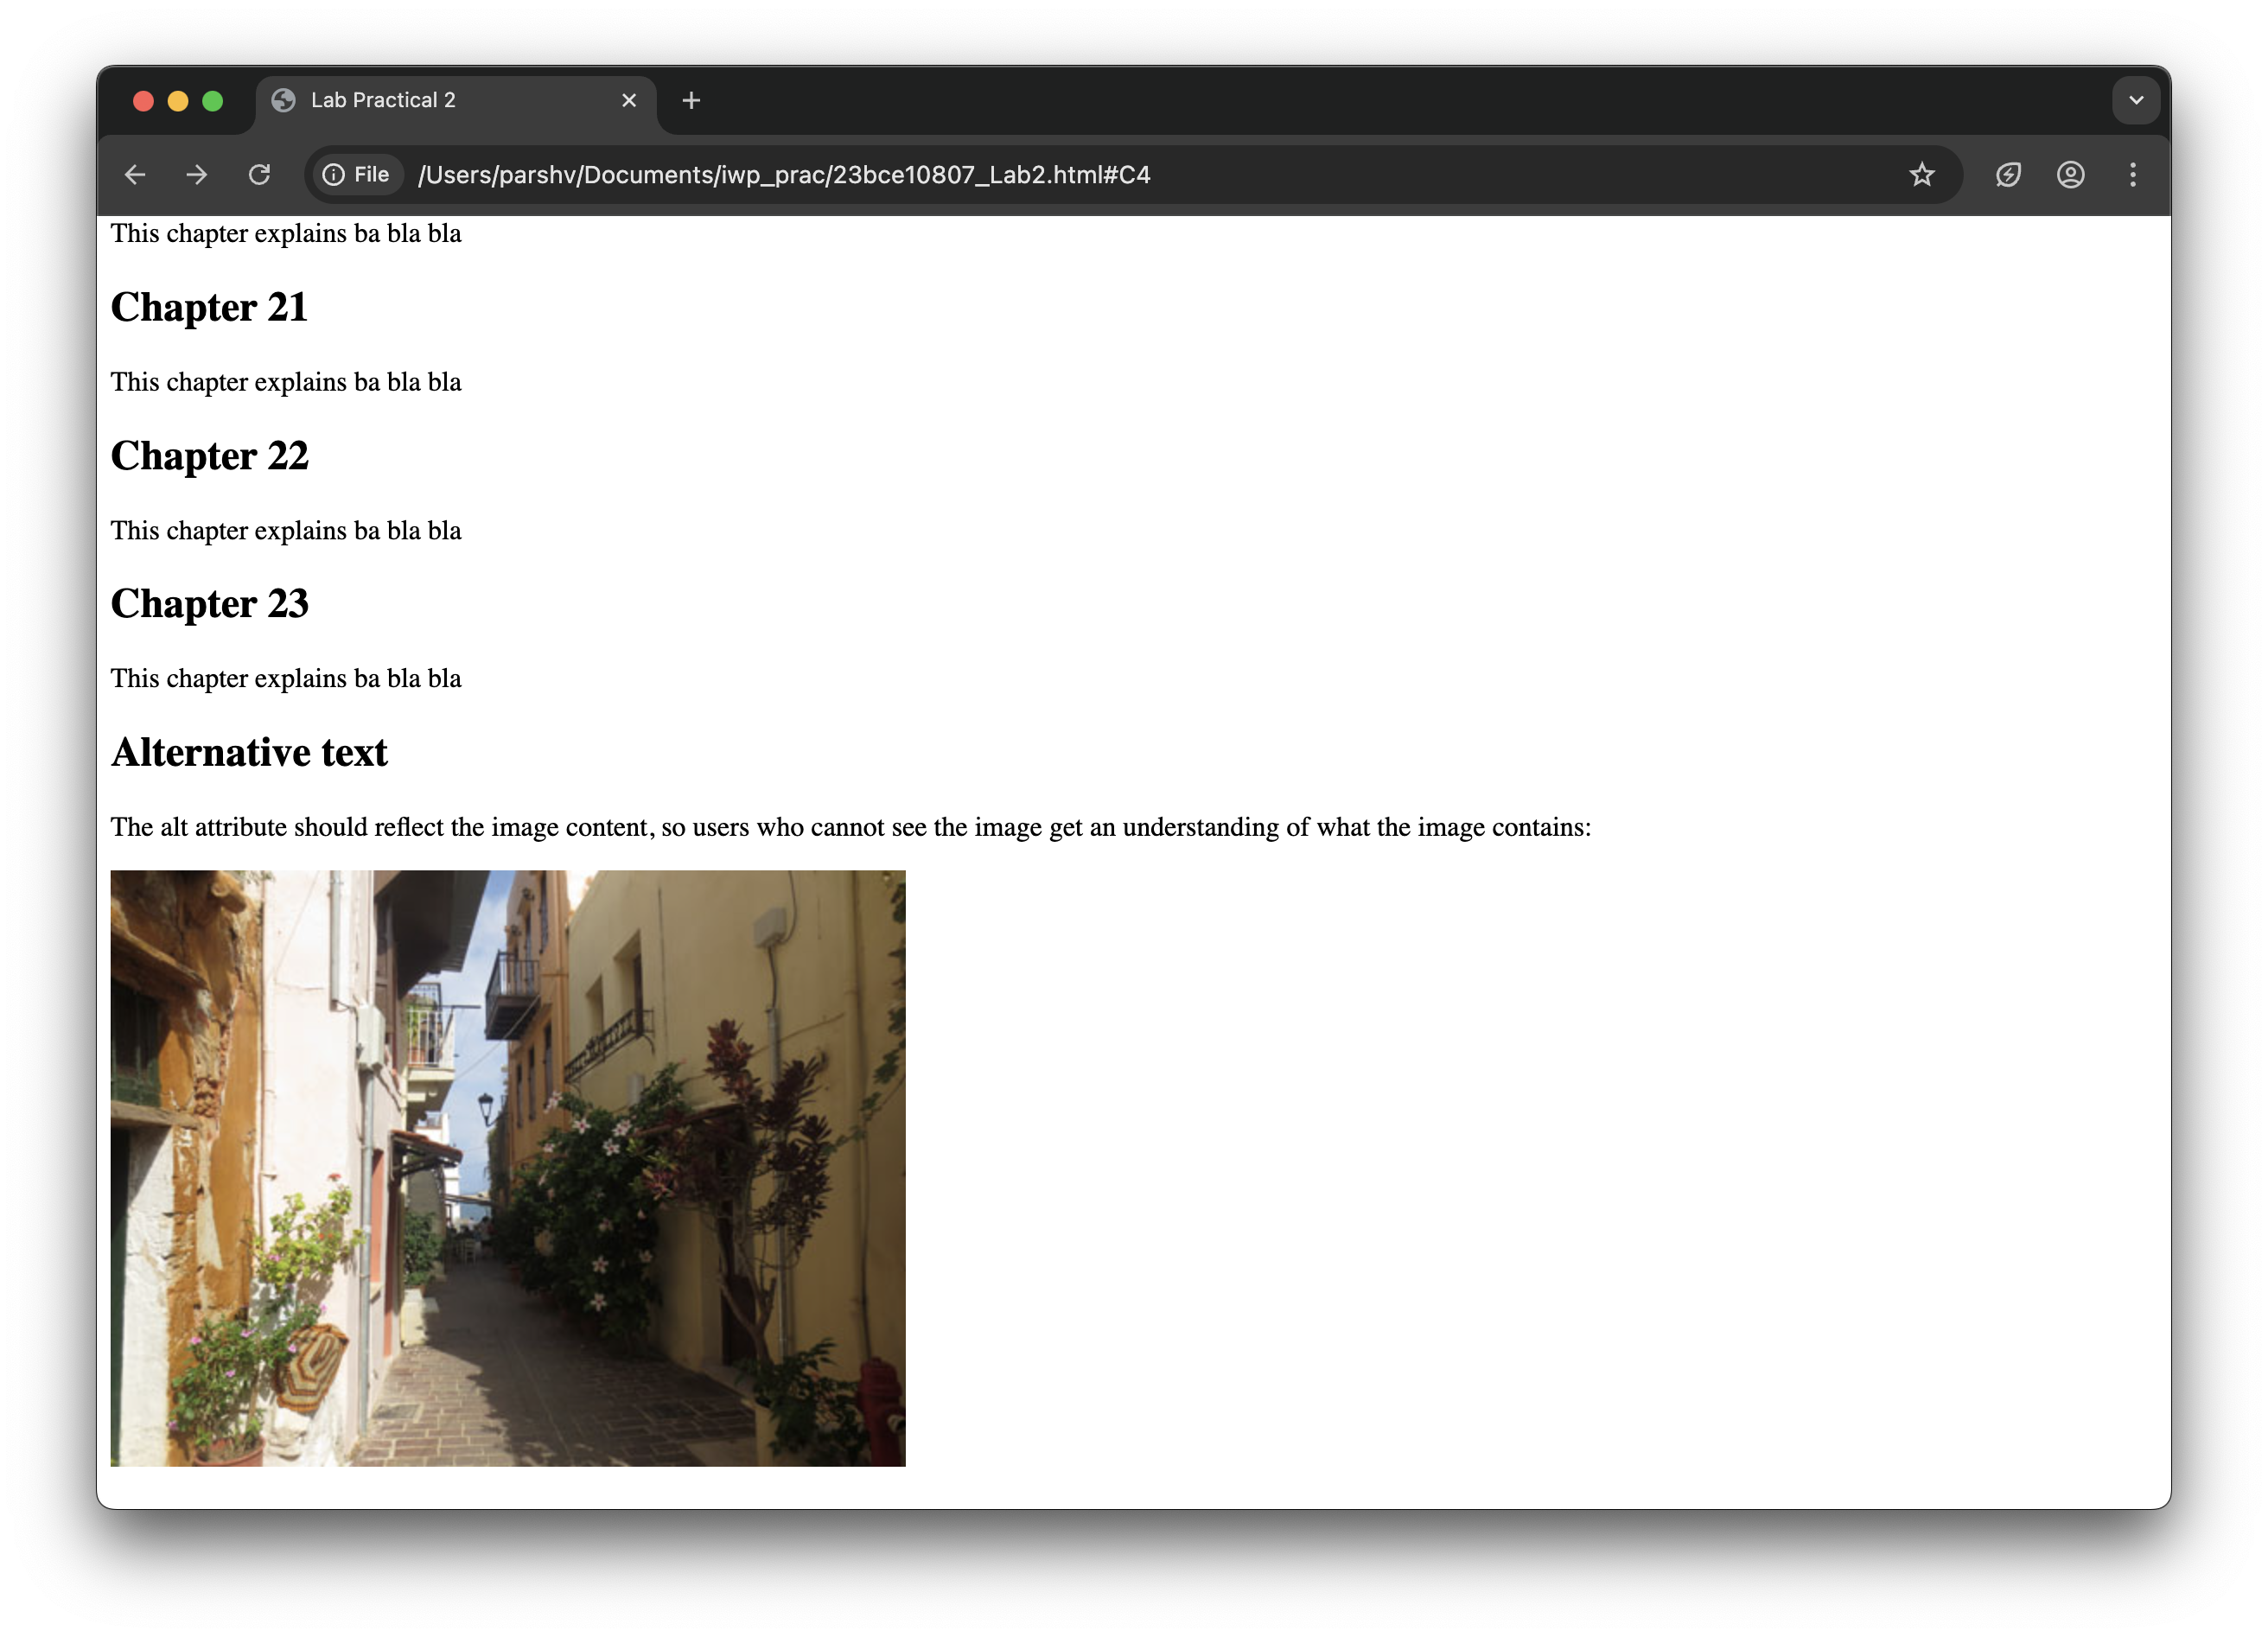 Lab Practical 2
File /Users/parshv/Documents/iwp_prac/23bce10807_Lab2.html#C4
This chapter explains ba bla bla
Chapter 21
This chapter explains ba bla bla
Chapter 22
This chapter explains ba bla bla
Chapter 23
This chapter explains ba bla bla
Alternative text
The alt attribute should reflect the image content, so users who cannot see the image get an understanding of what the image contains: